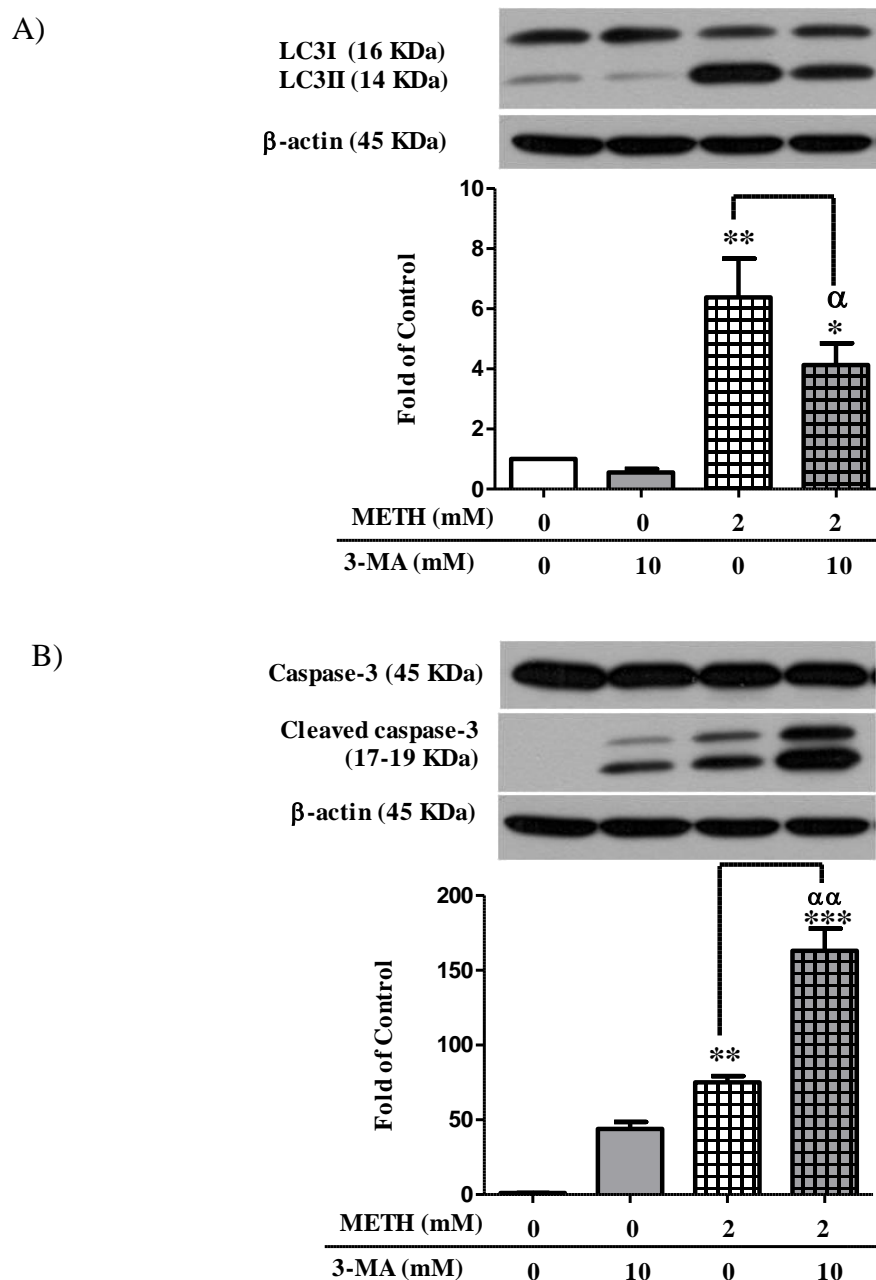 A)
LC3I (16 KDa)
LC3II (14 KDa)
β-actin (45 KDa)
10
8
6
4
2
0
Fold of Control
**
α
*
METH (mM) 0 0 2 2
3-MA (mM) 0 10 0 10
B)
Caspase-3 (45 KDa)
Cleaved caspase-3
(17-19 KDa)
β-actin (45 KDa)
200
150
100
50
0
Fold of Control
**
αα
***
METH (mM) 0 0 2 2
3-MA (mM) 0 10 0 10